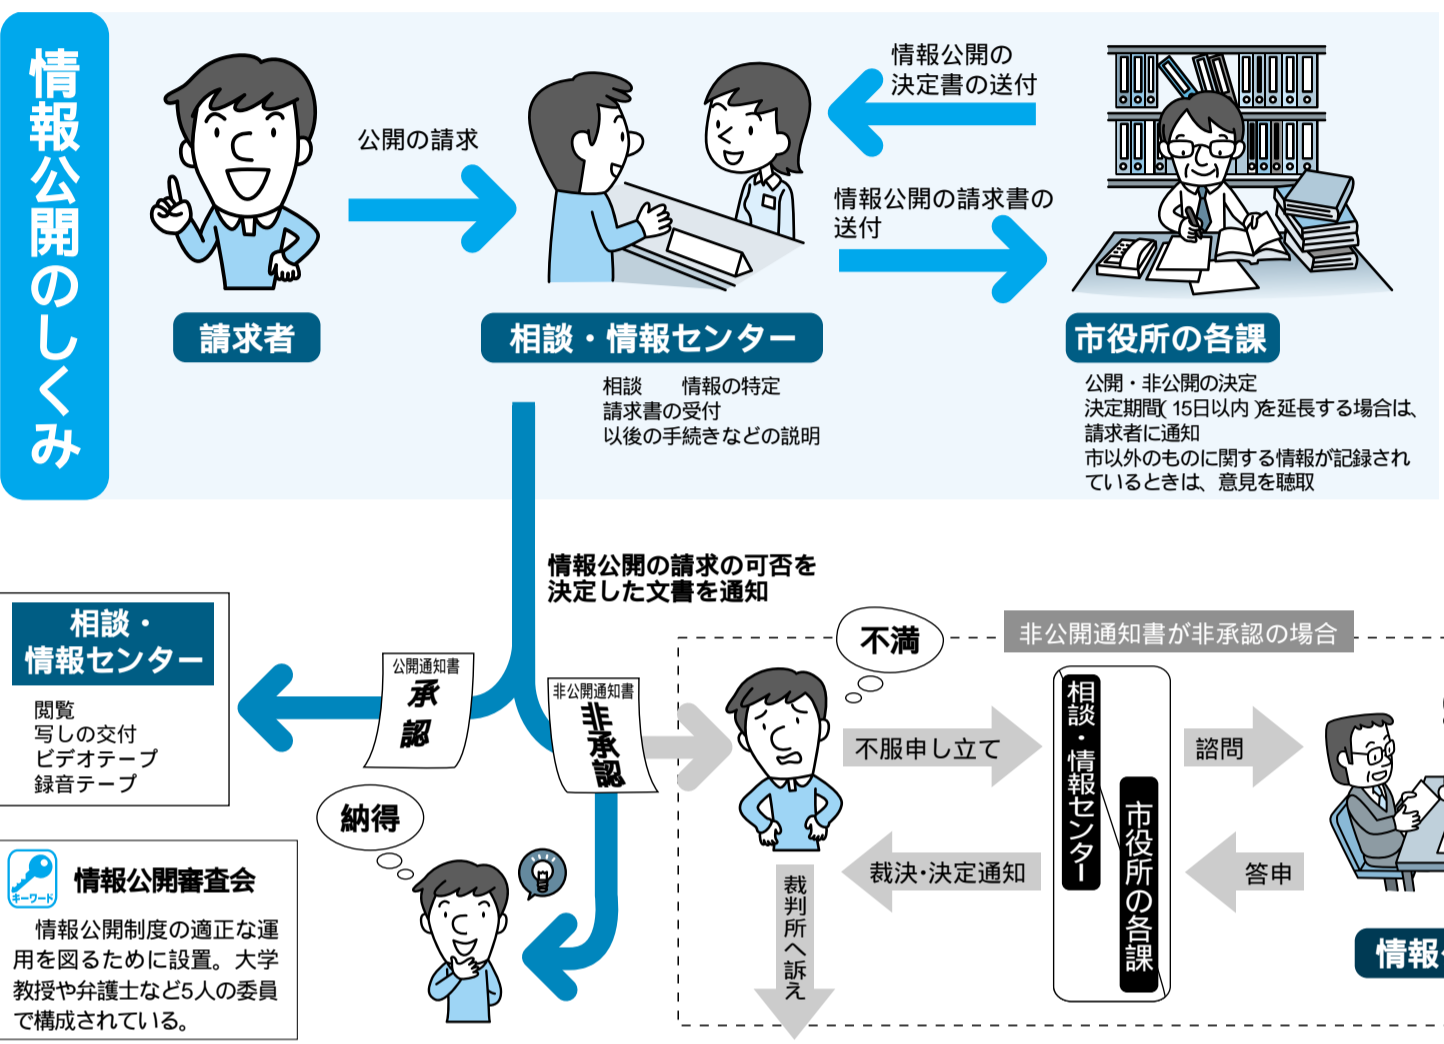 情報公開のしくみ
公開の請求
情報公開の
決定書の送付
情報公開の請求書の
送付
請求者
相談・情報センター
市役所の各課
相談　情報の特定
請求書の受付
以後の手続きなどの説明
公開・非公開の決定
決定期間(15日以内)を延長する場合は、
請求者に通知
市以外のものに関する情報が記録され
ているときは、意見を聴取
情報公開の請求の可否を
決定した文書を通知
相談・
情報センター
閲覧
写しの交付
ビデオテープ
録音テープ
公開通知書
承認
非公開通知書
非承認
納得
不満
非公開通知書が非承認の場合
不服申し立て
裁決・決定通知
裁判所へ訴え
相談・情報センター
市役所の各課
諮問
答申
情報
キーワード
情報公開審査会
情報公開制度の適正な運
用を図るために設置。大学
教授や弁護士など5人の委員
で構成されている。